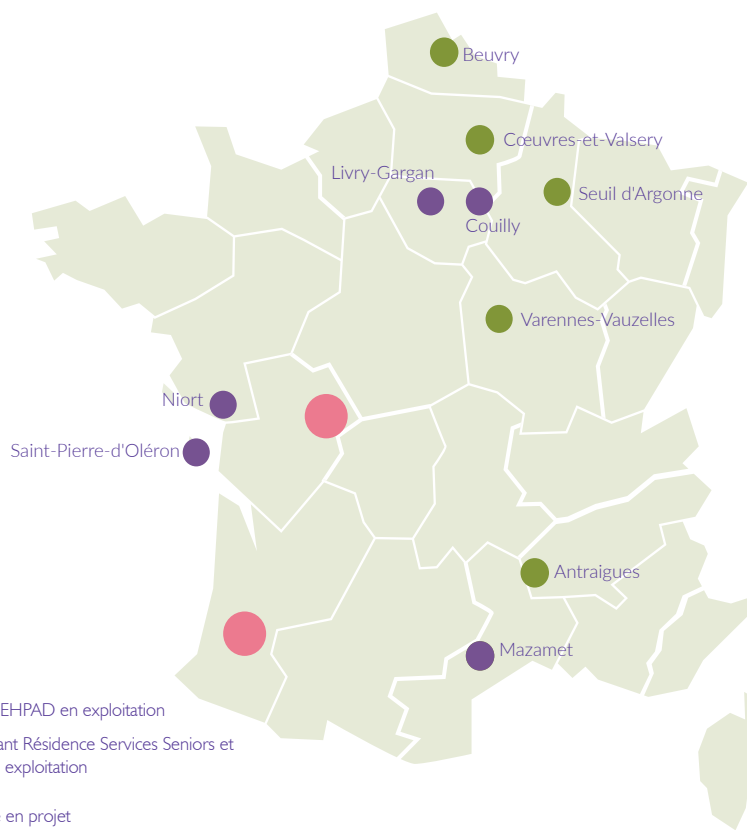 Beuvry
Cœuvres-et-Valsery
Livry-Gargan
Seuil d'Argonne
Couilly
Varennes-Vauzelles
Niort
Saint-Pierre-d'Oléron
Antraigues
Mazamet
EHPAD en exploitation
ant Résidence Services Seniors et
exploitation
en projet